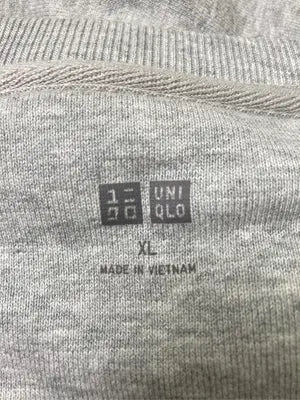 ユニ UNI
クロ QLO
XL
MADE IN VIETNAM